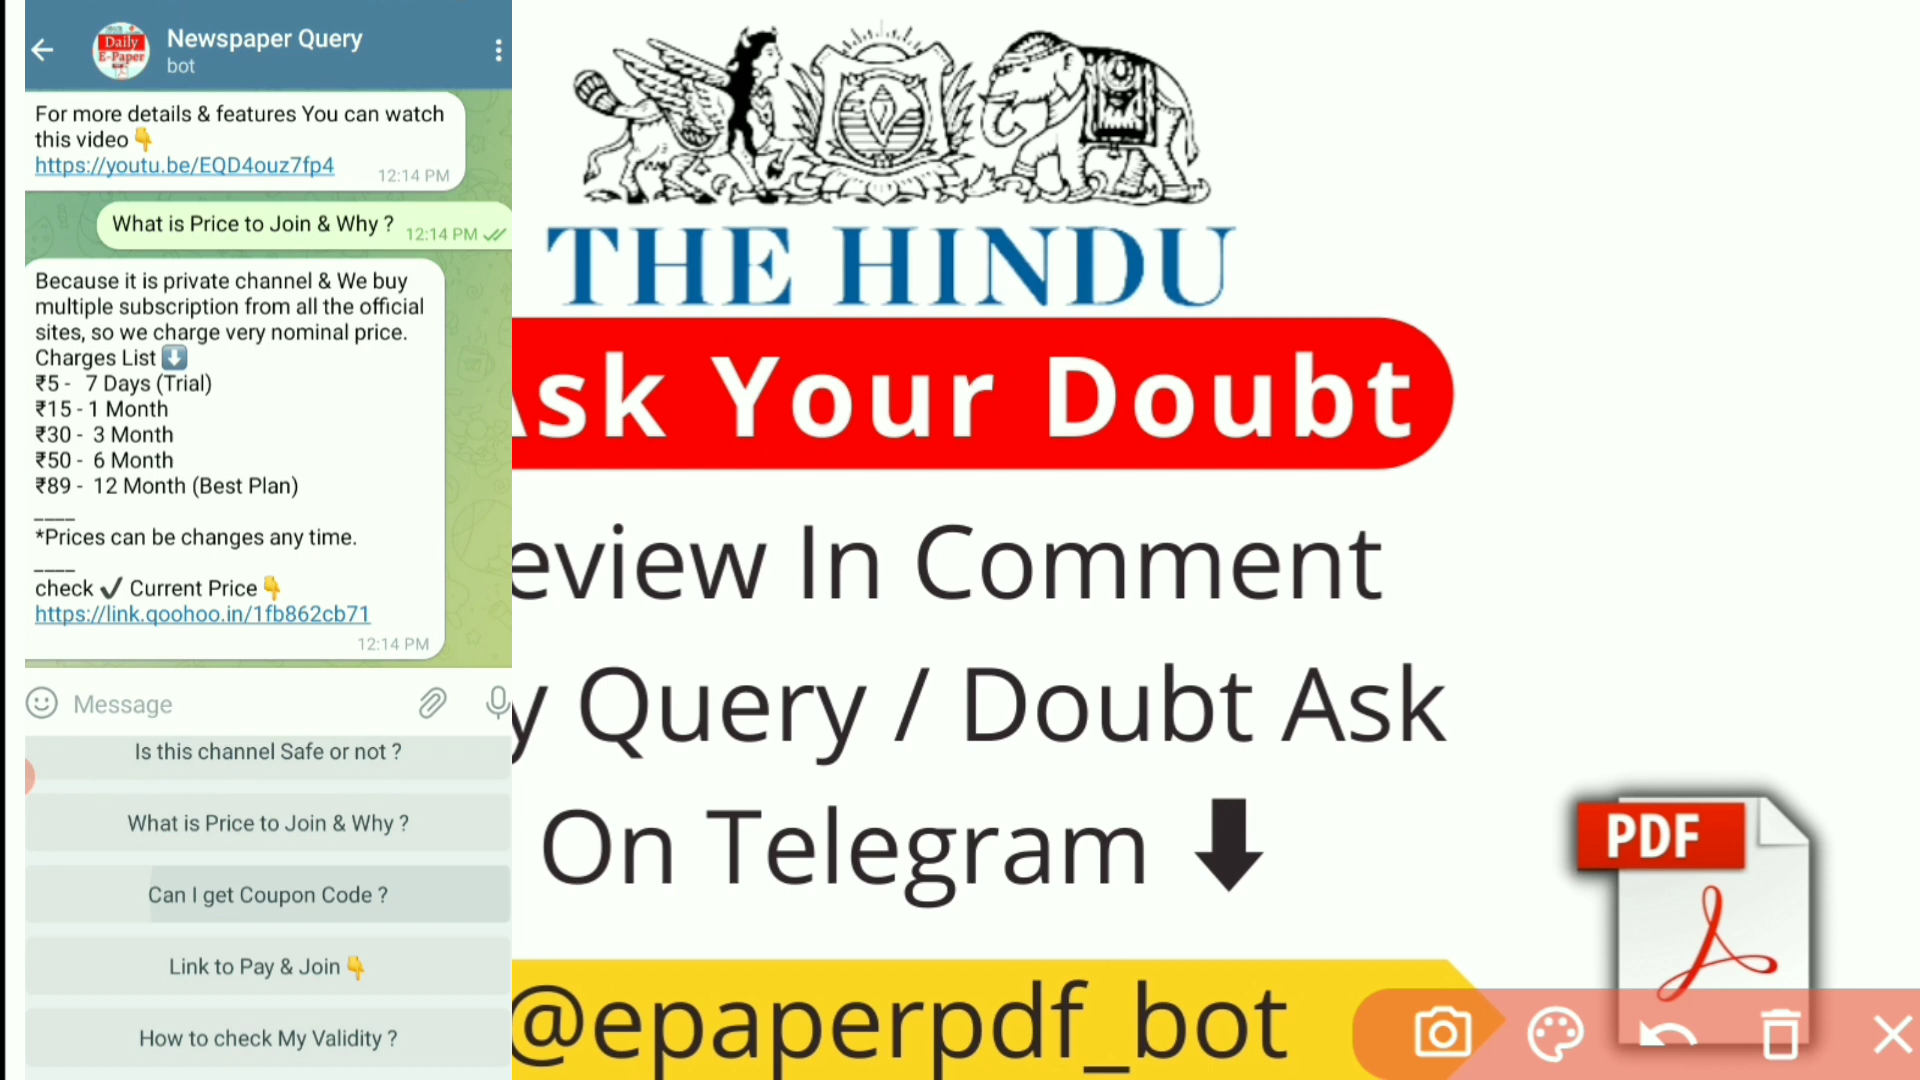 Daily
E-Paper
Newspaper Query
bot
For more details & features You can watch
this video👇
https://youtu.be/EQD4ouz7fp4
12:14 PM
What is Price to Join & Why ?
12:14 PM
Because it is private channel & We buy
multiple subscription from all the official
sites, so we charge very nominal price.
Charges List ⬇️
₹5 - 7 Days (Trial)
₹15 - 1 Month
₹30 - 3 Month
₹50 - 6 Month
₹89 - 12 Month (Best Plan)
____
*Prices can be changes any time.
____
check ✔️ Current Price👇
https://link.qoohoo.in/1fb862cb71
12:14 PM
Message
Is this channel Safe or not ?
What is Price to Join & Why ?
Can I get Coupon Code ?
Link to Pay & Join👇
How to check My Validity ?
THE HINDU
Ask Your Doubt
eview In Comment
y Query / Doubt Ask
On Telegram ⬇
@epaperpdf_bot
PDF